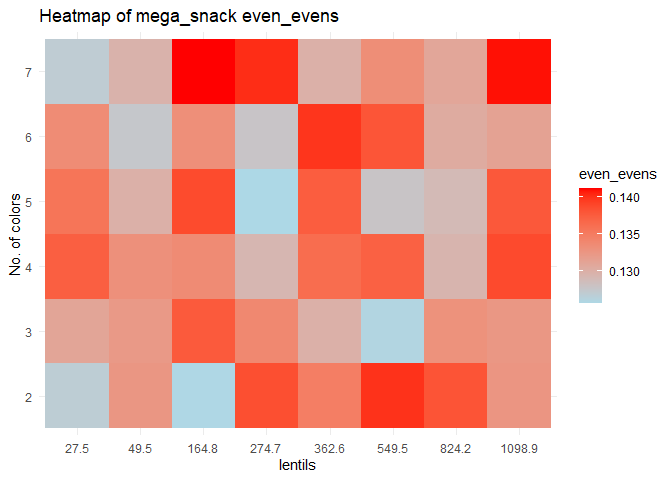 Heatmap of mega_snack even_evens
No. of colors
7
6
5
4
3
2
27.5 49.5 164.8 274.7 362.6 549.5 824.2 1098.9
lentils
even_evens
0.140
0.135
0.130